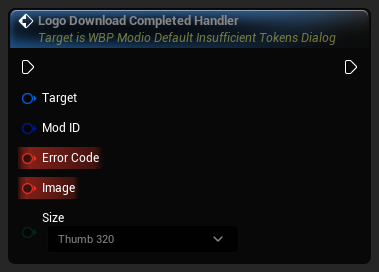 Logo Download Completed Handler
Target is WBP Modio Default Insufficient Tokens Dialog
Target
Mod ID
Error Code
Image
Size
Thumb 320